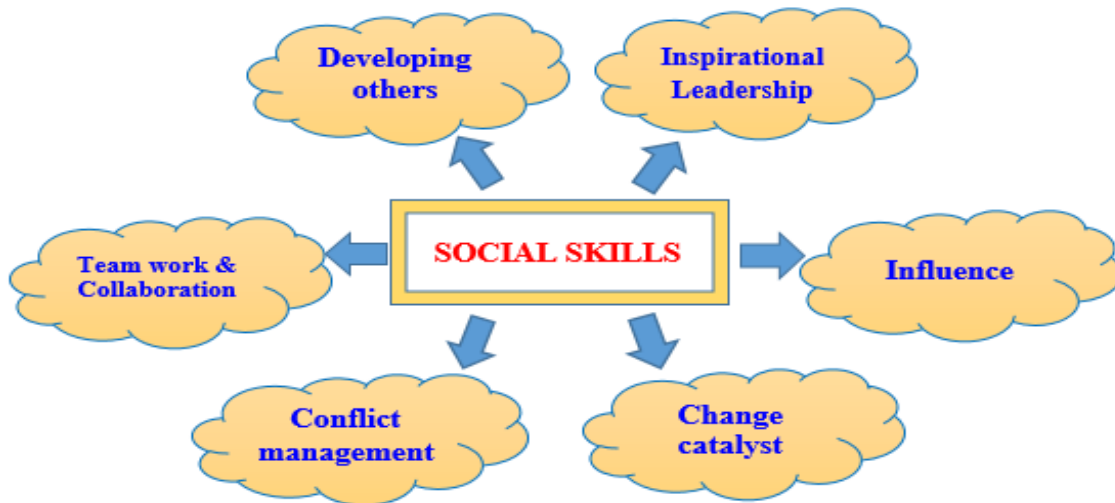 Developing
others
Inspirational
Leadership
Team work &
Collaboration
SOCIAL SKILLS
Influence
Conflict
management
Change
catalyst